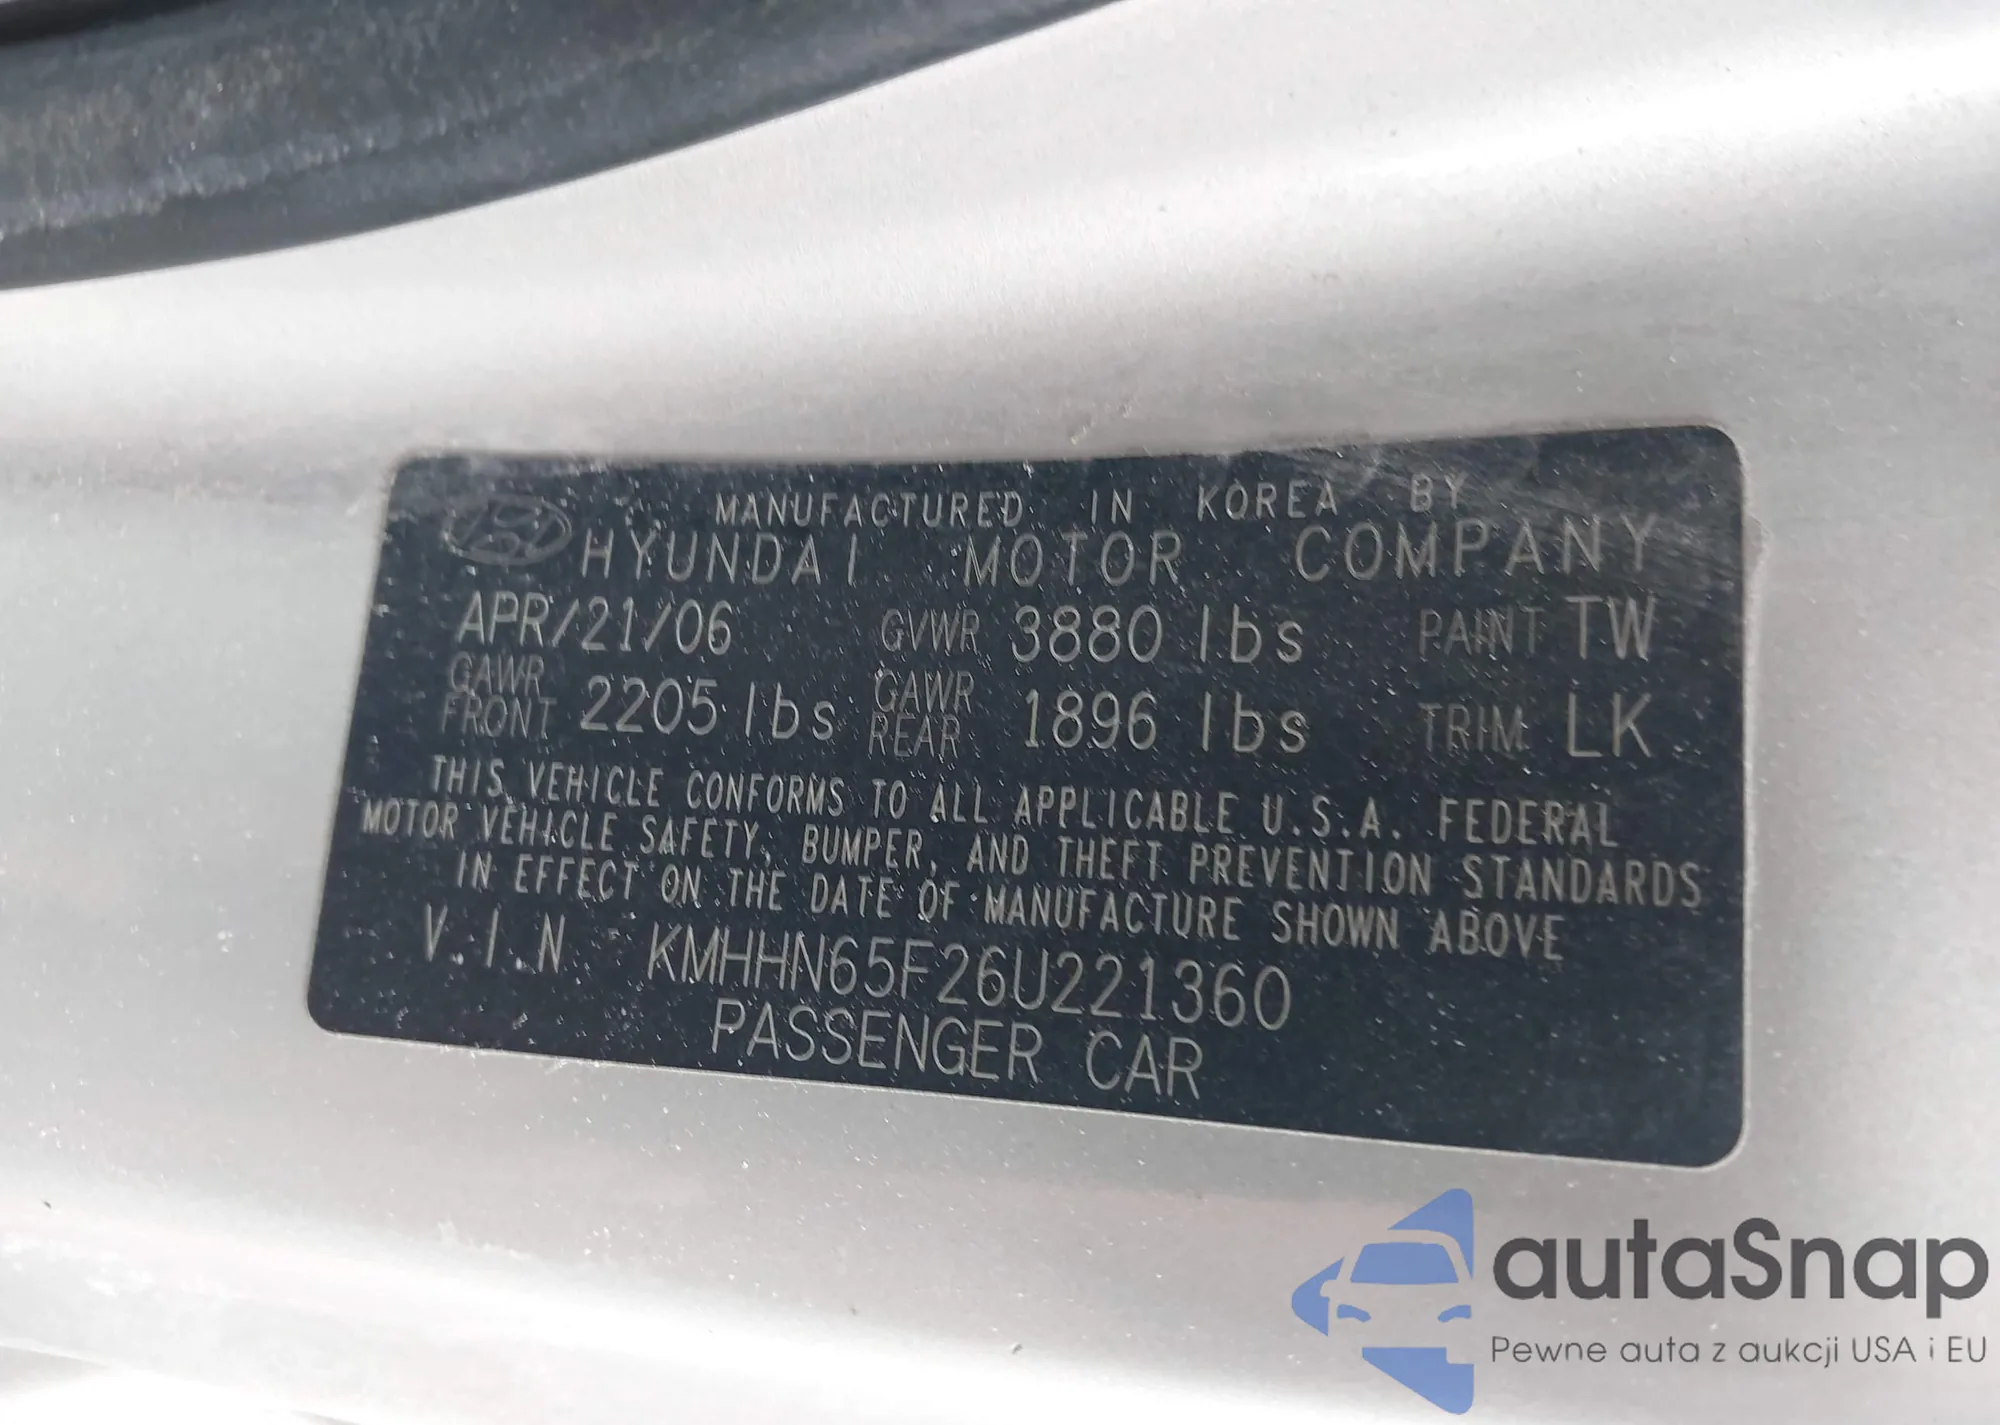 MANUFACTURED IN KOREA BY
HYUNDAI MOTOR COMPANY
APR/21/06 GVWR 3880 lbs PAINT TW
GAWR FRONT 2205 lbs GAWR REAR 1896 lbs TRIM LK
THIS VEHICLE CONFORMS TO ALL APPLICABLE U.S.A. FEDERAL
MOTOR VEHICLE SAFETY, BUMPER, AND THEFT PREVENTION STANDARDS
IN EFFECT ON THE DATE OF MANUFACTURE SHOWN ABOVE
V.I.N KMHHN65F26U221360
PASSENGER CAR
autaSnap
Pewne auta z aukcji USA i EU